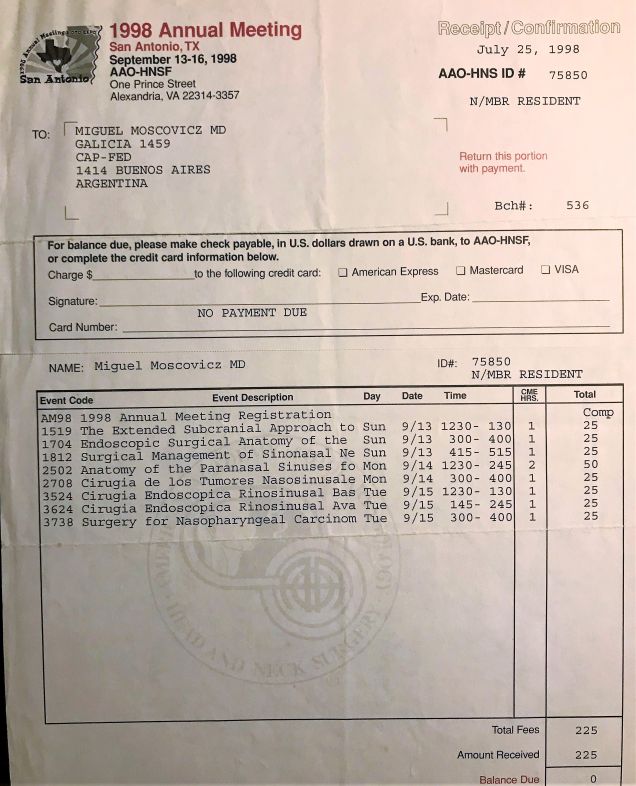 1998 Annual Meeting
San Antonio, TX
September 13-16, 1998
AAO-HNSF
One Prince Street
Alexandria, VA 22314-3357
San Antonio
Receipt/Confirmation
July 25, 1998
AAO-HNS ID # 75850
N/MBR RESIDENT
TO: MIGUEL MOSCOVICZ MD
GALICIA 1459
CAP-FED
1414 BUENOS AIRES
ARGENTINA
Return this portion
with payment.
Bch#: 536
For balance due, please make check payable, in U.S. dollars drawn on a U.S. bank, to AAO-HNSF,
or complete the credit card information below.
Charge $ to the following credit card: ☐ American Express ☐ Mastercard ☐ VISA
Signature: Exp. Date:
NO PAYMENT DUE
Card Number:
NAME: Miguel Moscovicz MD ID#: 75850
N/MBR RESIDENT
Event Code Event Description Day Date Time CME HRS. Total
AM98 1998 Annual Meeting Registration Comp
1519 The Extended Subcranial Approach to Sun 9/13 1230- 130 1 25
1704 Endoscopic Surgical Anatomy of the Sun 9/13 300- 400 1 25
1812 Surgical Management of Sinonasal Ne Sun 9/13 415- 515 1 25
2502 Anatomy of the Paranasal Sinuses fo Mon 9/14 1230- 245 2 50
2708 Cirugia de los Tumores Nasosinusale Mon 9/14 300- 400 1 25
3524 Cirugia Endoscopica Rinosinusal Bas Tue 9/15 1230- 130 1 25
3624 Cirugia Endoscopica Rinosinusal Ava Tue 9/15 145- 245 1 25
3738 Surgery for Nasopharyngeal Carcinom Tue 9/15 300- 400 1 25
HEAD AND NECK SURGERY
Total Fees 225
Amount Received 225
Balance Due 0